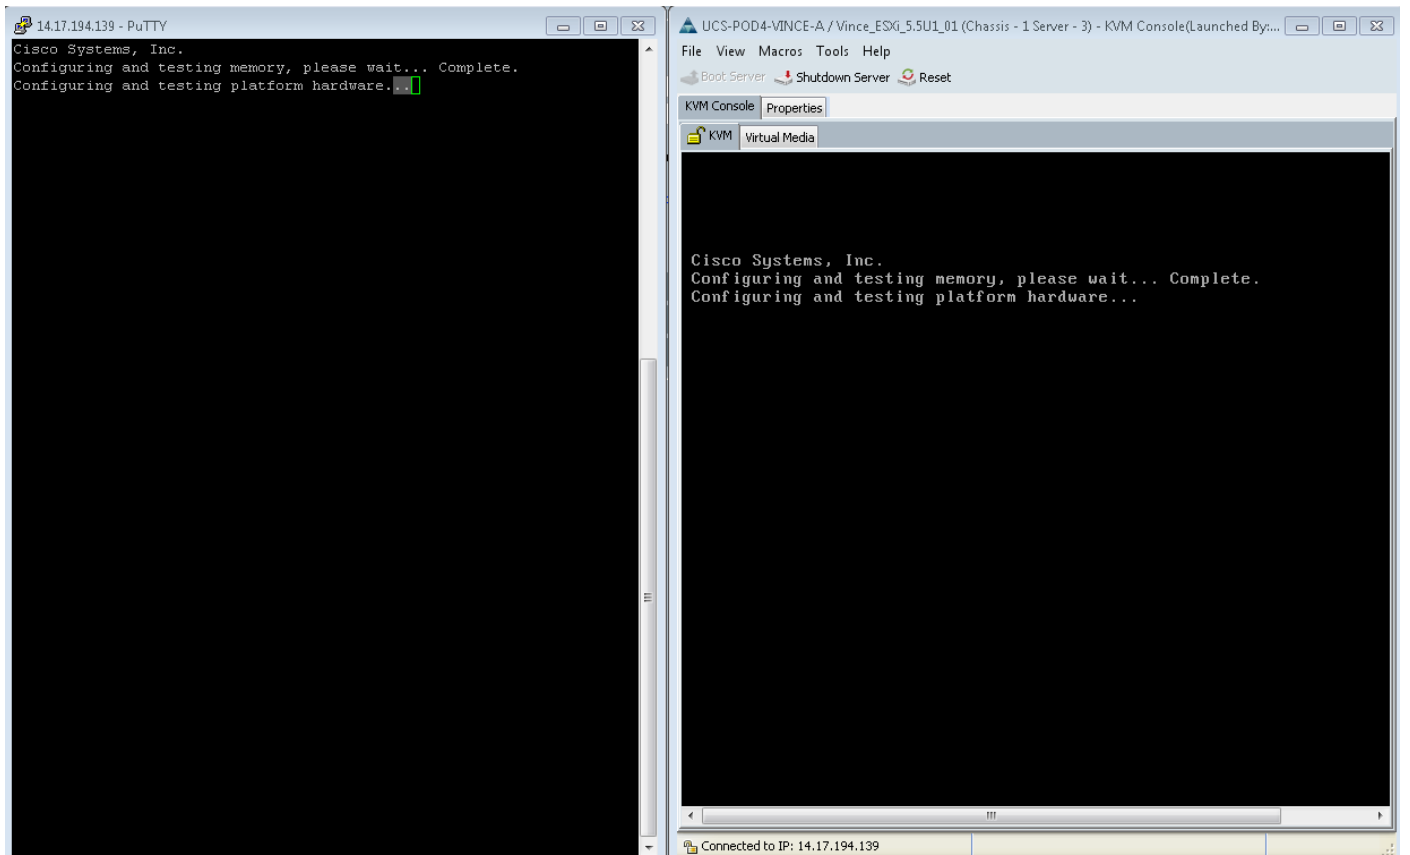 14.17.194.139 - PuTTY
Cisco Systems, Inc.
Configuring and testing memory, please wait... Complete.
Configuring and testing platform hardware...
UCS-POD4-VINCE-A / Vince_ESXi_5.5U1_01 (Chassis - 1 Server - 3) - KVM Console(Launched By:...
File View Macros Tools Help
Boot Server Shutdown Server Reset
KVM Console Properties
KVM Virtual Media
Cisco Systems, Inc.
Configuring and testing memory, please wait... Complete.
Configuring and testing platform hardware...
Connected to IP: 14.17.194.139